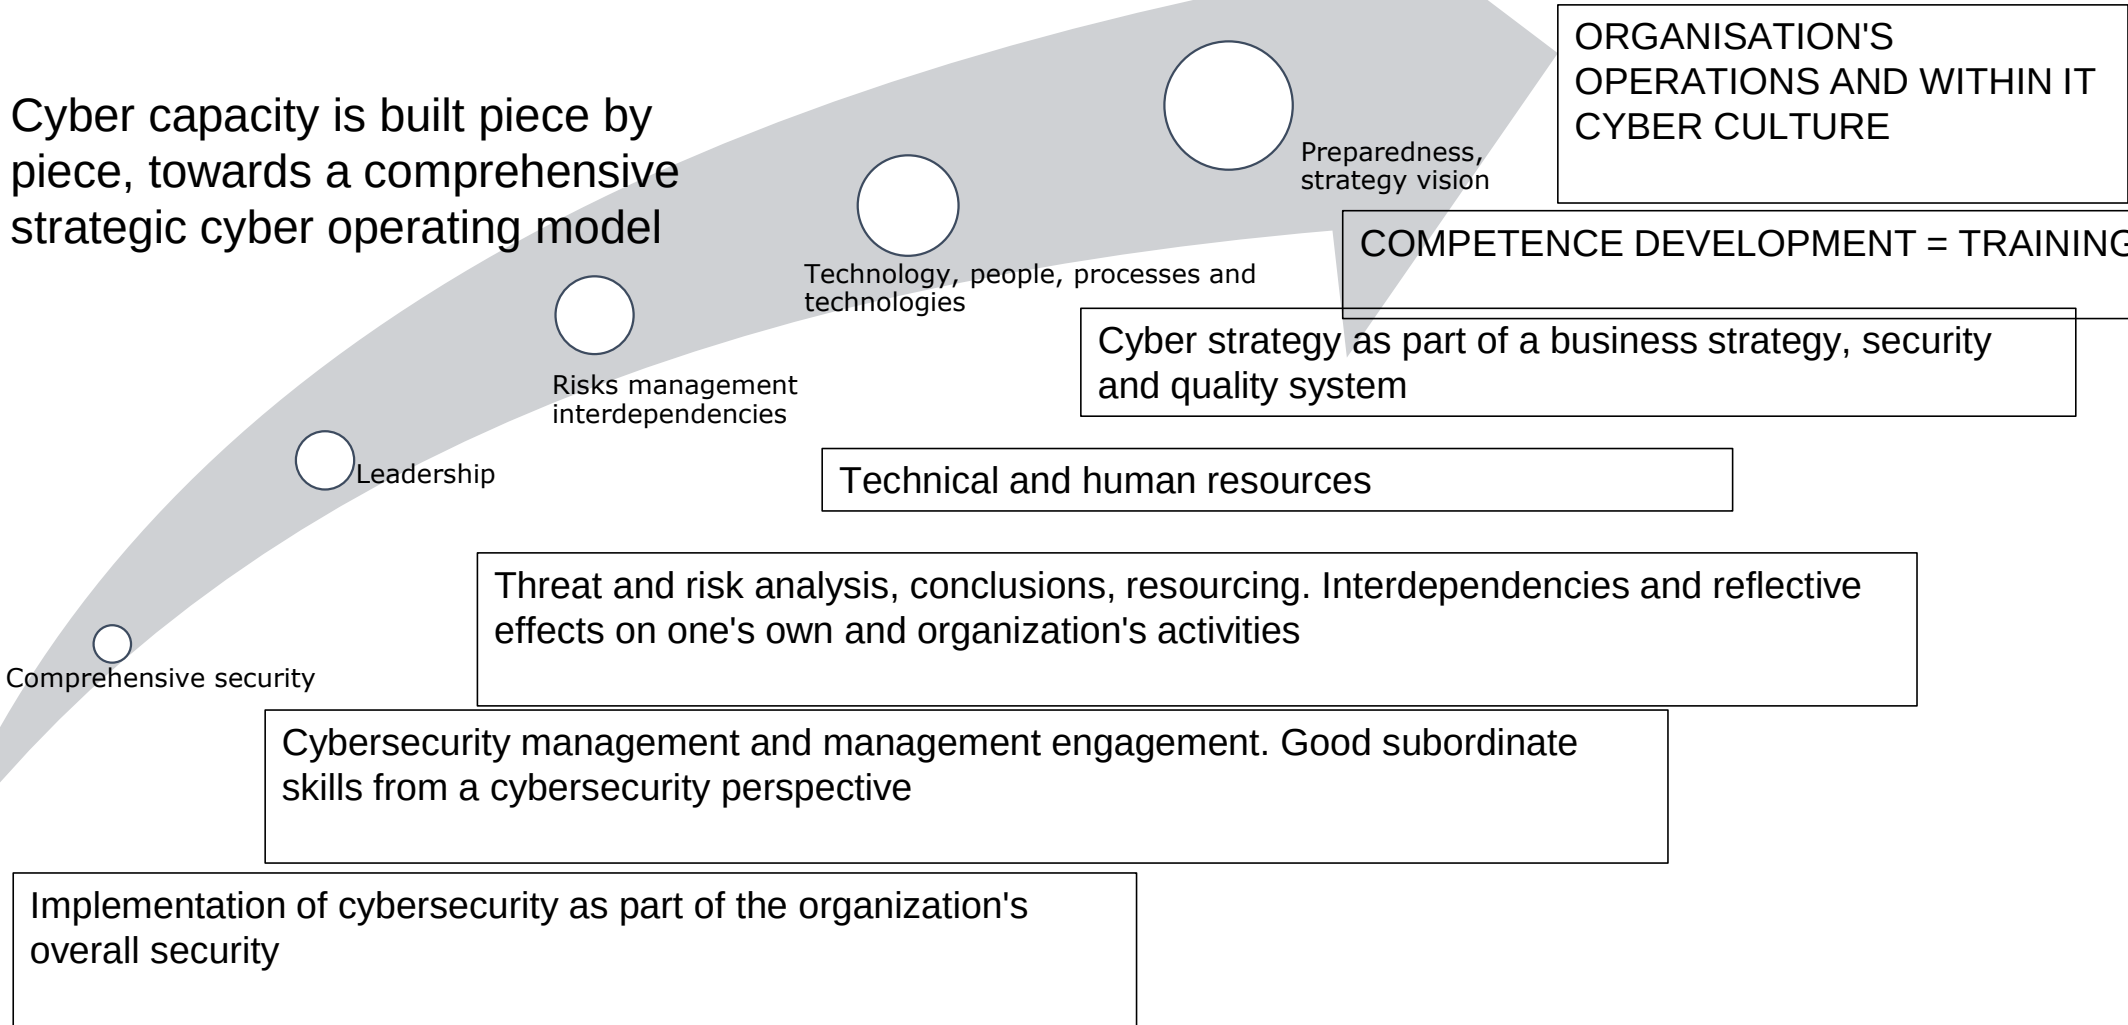 Cyber capacity is built piece by
piece, towards a comprehensive
strategic cyber operating model
ORGANISATION'S
OPERATIONS AND WITHIN IT
CYBER CULTURE
Preparedness,
strategy vision
COMPETENCE DEVELOPMENT = TRAINING
Technology, people, processes and
technologies
Cyber strategy as part of a business strategy, security
and quality system
Risks management
interdependencies
Leadership
Technical and human resources
Threat and risk analysis, conclusions, resourcing. Interdependencies and reflective
effects on one's own and organization's activities
Comprehensive security
Cybersecurity management and management engagement. Good subordinate
skills from a cybersecurity perspective
Implementation of cybersecurity as part of the organization's
overall security